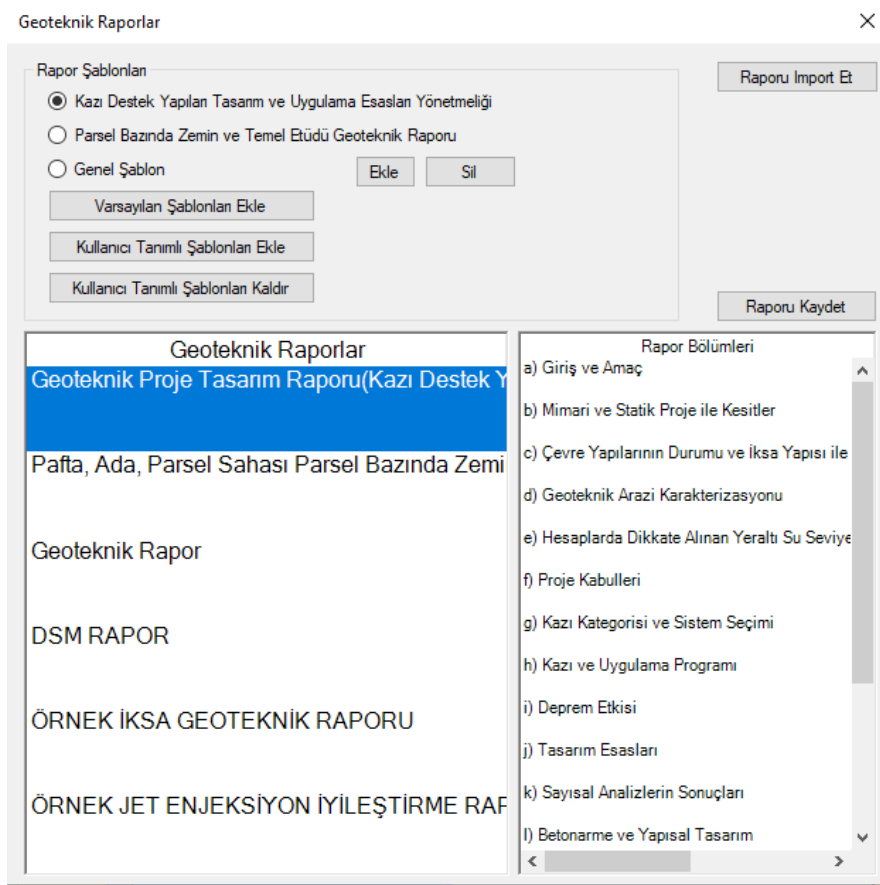 Geoteknik Raporlar
Rapor Şablonları
Kazı Destek Yapıları Tasarım ve Uygulama Esasları Yönetmeliği
Parsel Bazında Zemin ve Temel Etüdü Geoteknik Raporu
Genel Şablon
Ekle
Sil
Varsayılan Şablonları Ekle
Kullanıcı Tanımlı Şablonları Ekle
Kullanıcı Tanımlı Şablonları Kaldır
Raporu Import Et
Raporu Kaydet
Geoteknik Raporlar
Geoteknik Proje Tasarım Raporu(Kazı Destek Y
Pafta, Ada, Parsel Sahası Parsel Bazında Zemi
Geoteknik Rapor
DSM RAPOR
ÖRNEK İKSA GEOTEKNİK RAPORU
ÖRNEK JET ENJEKSİYON İYİLEŞTİRME RAP
Rapor Bölümleri
a) Giriş ve Amaç
b) Mimari ve Statik Proje ile Kesitler
c) Çevre Yapılarının Durumu ve İksa Yapısı ile
d) Geoteknik Arazi Karakterizasyonu
e) Hesaplarda Dikkate Alınan Yeraltı Su Seviye
f) Proje Kabulleri
g) Kazı Kategorisi ve Sistem Seçimi
h) Kazı ve Uygulama Programı
i) Deprem Etkisi
j) Tasarım Esasları
k) Sayısal Analizlerin Sonuçları
l) Betonarme ve Yapısal Tasarım